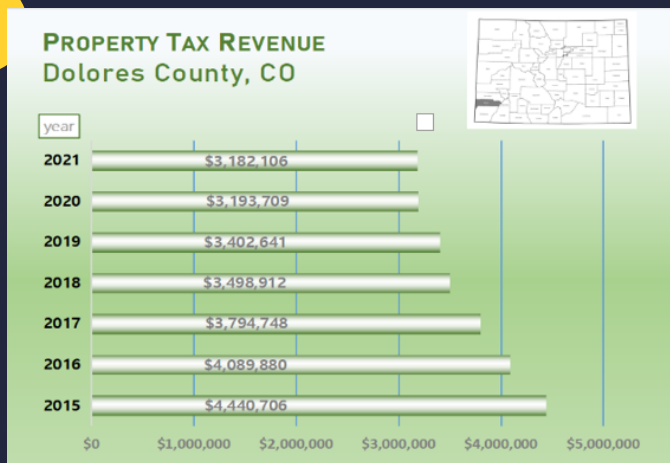 PROPERTY TAX REVENUE
Dolores County, CO
year
2021 $3,182,106
2020 $3,193,709
2019 $3,402,641
2018 $3,498,912
2017 $3,794,748
2016 $4,089,880
2015 $4,440,706
$0 $1,000,000 $2,000,000 $3,000,000 $4,000,000 $5,000,000